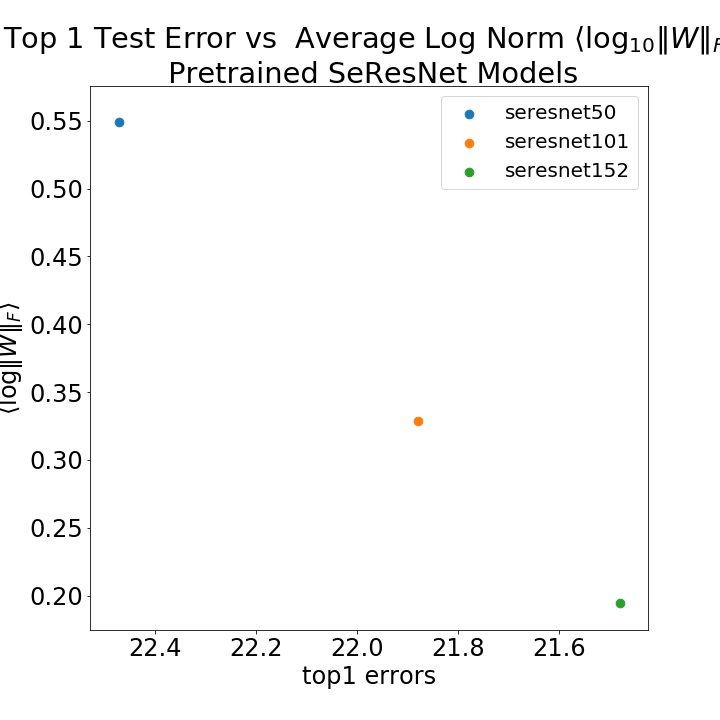 Top 1 Test Error vs Average Log Norm ⟨log₁₀‖W‖F
Pretrained SeResNet Models
seresnet50
seresnet101
seresnet152
0.55
0.50
0.45
0.40
0.35
0.30
0.25
0.20
⟨log‖W‖F⟩
22.4 22.2 22.0 21.8 21.6
top1 errors